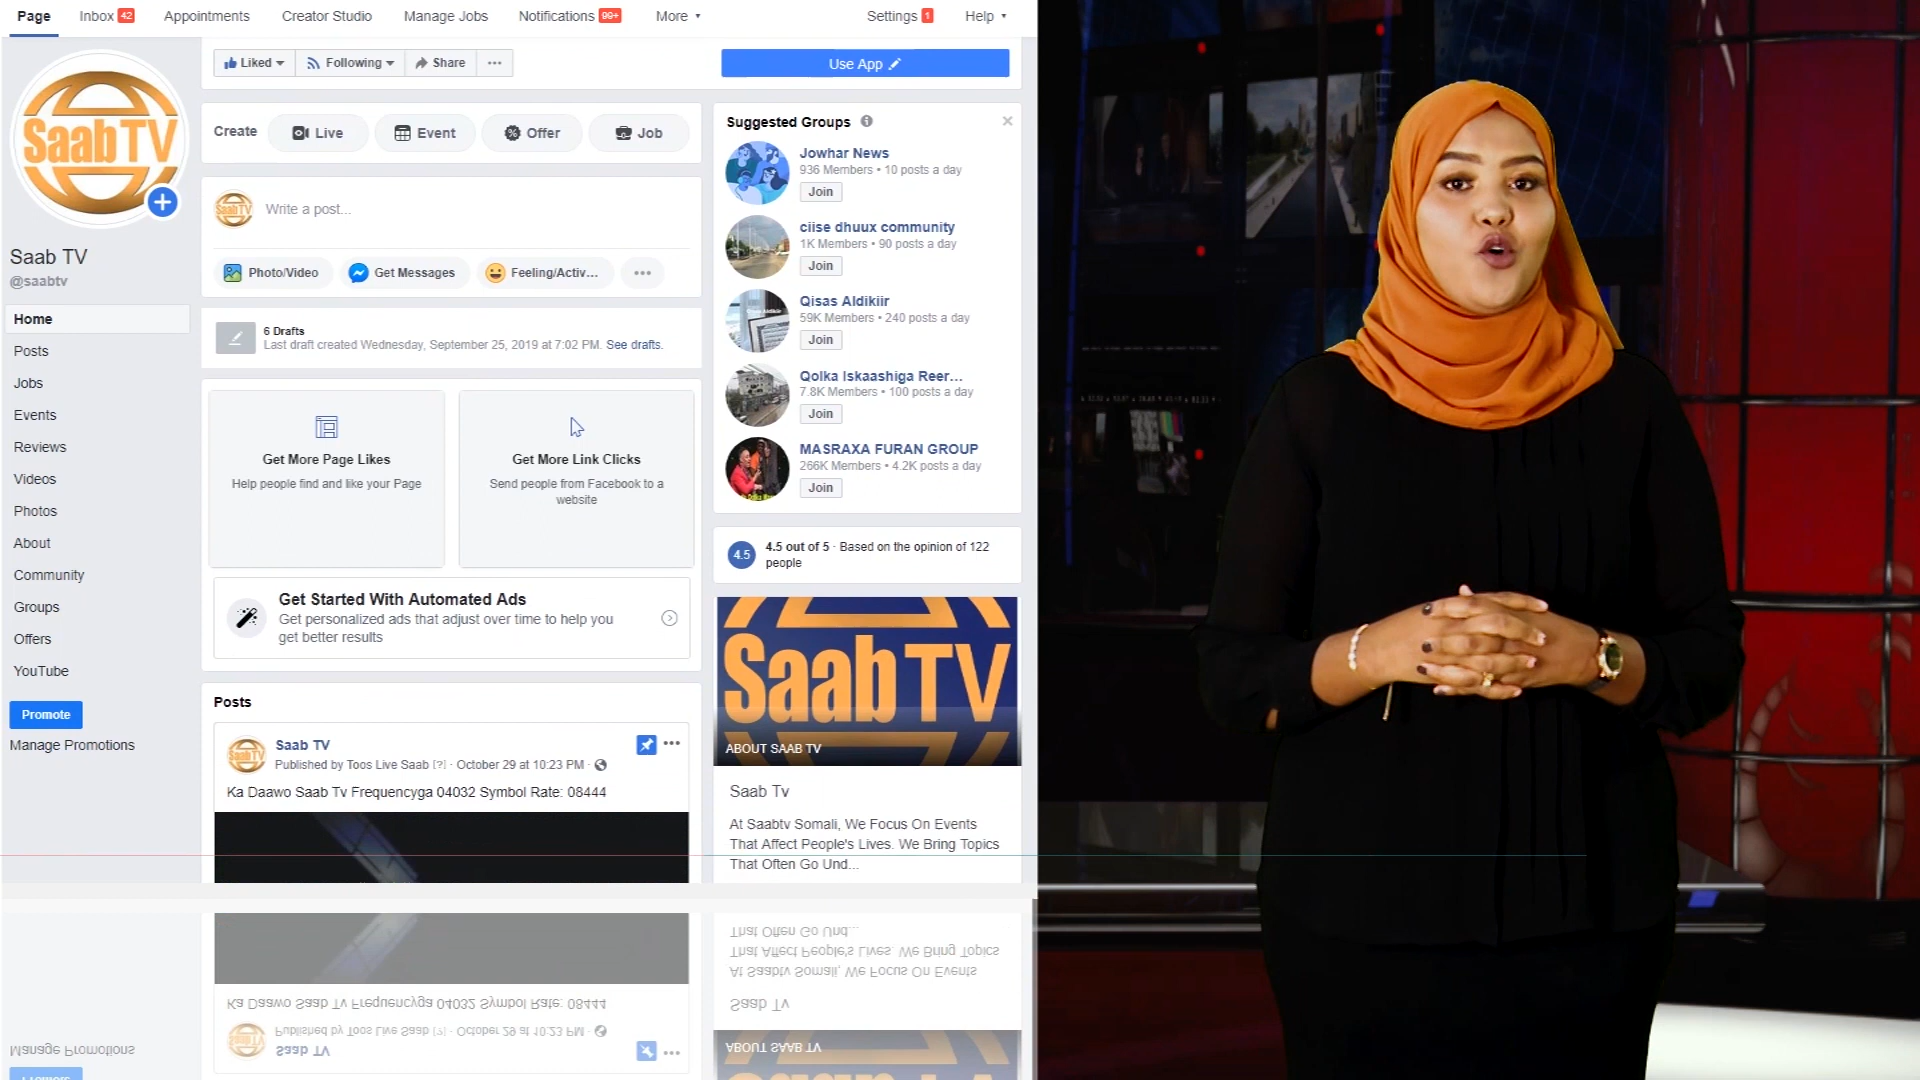 Page
Inbox 42
Appointments
Creator Studio
Manage Jobs
Notifications 99+
More
Settings 1
Help
SaabTV
Saab TV
@saabtv
Home
Posts
Jobs
Events
Reviews
Videos
Photos
About
Community
Groups
Offers
YouTube
Promote
Manage Promotions
Liked
Following
Share
Use App
Create
Live
Event
Offer
Job
SaabTV
Write a post...
Photo/Video
Get Messages
Feeling/Activ...
6 Drafts
Last draft created Wednesday, September 25, 2019 at 7:02 PM. See drafts.
Get More Page Likes
Help people find and like your Page
Get More Link Clicks
Send people from Facebook to a
website
Get Started With Automated Ads
Get personalized ads that adjust over time to help you
get better results
Posts
SaabTV
Saab TV
Published by Toos Live Saab [?] · October 29 at 10:23 PM ·
Ka Daawo Saab Tv Frequencyga 04032 Symbol Rate: 08444
Suggested Groups
Jowhar News
936 Members • 10 posts a day
Join
ciise dhuux community
1K Members • 90 posts a day
Join
Qisas Aldikiir
59K Members • 240 posts a day
Join
Qolka Iskaashiga Reer...
7.8K Members • 100 posts a day
Join
MASRAXA FURAN GROUP
266K Members • 4.2K posts a day
Join
4.5
4.5 out of 5 · Based on the opinion of 122
people
SaabTV
ABOUT SAAB TV
Saab Tv
At Saabtv Somali, We Focus On Events
That Affect People's Lives. We Bring Topics
That Often Go Und...